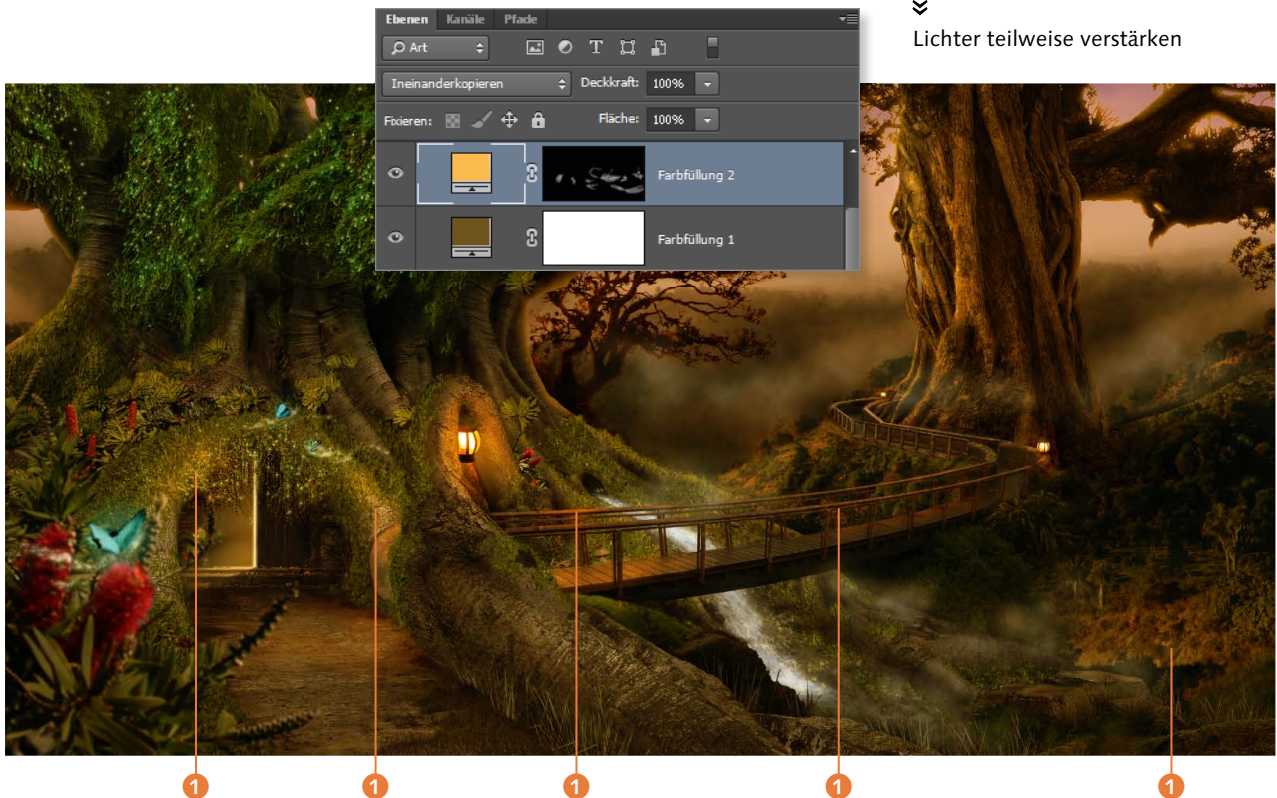 Lichter teilweise verstärken
Ebenen Kanäle Pfade
Art T
Ineinanderkopieren Deckkraft: 100%
Fixieren: Fläche: 100%
Farbfüllung 2
Farbfüllung 1
1 1 1 1 1